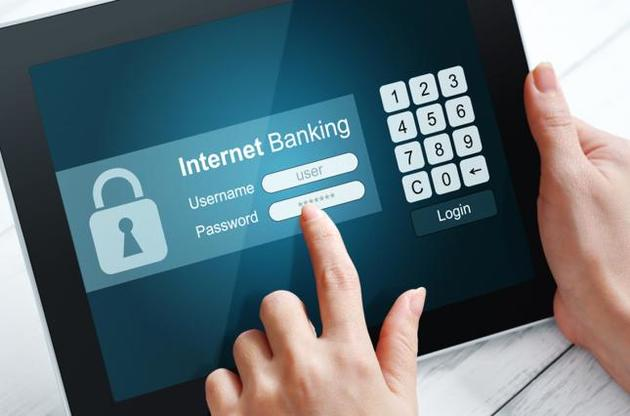 Internet Banking
Username user
Password *******
1 2 3
4 5 6
7 8 9
C 0 ←
Login